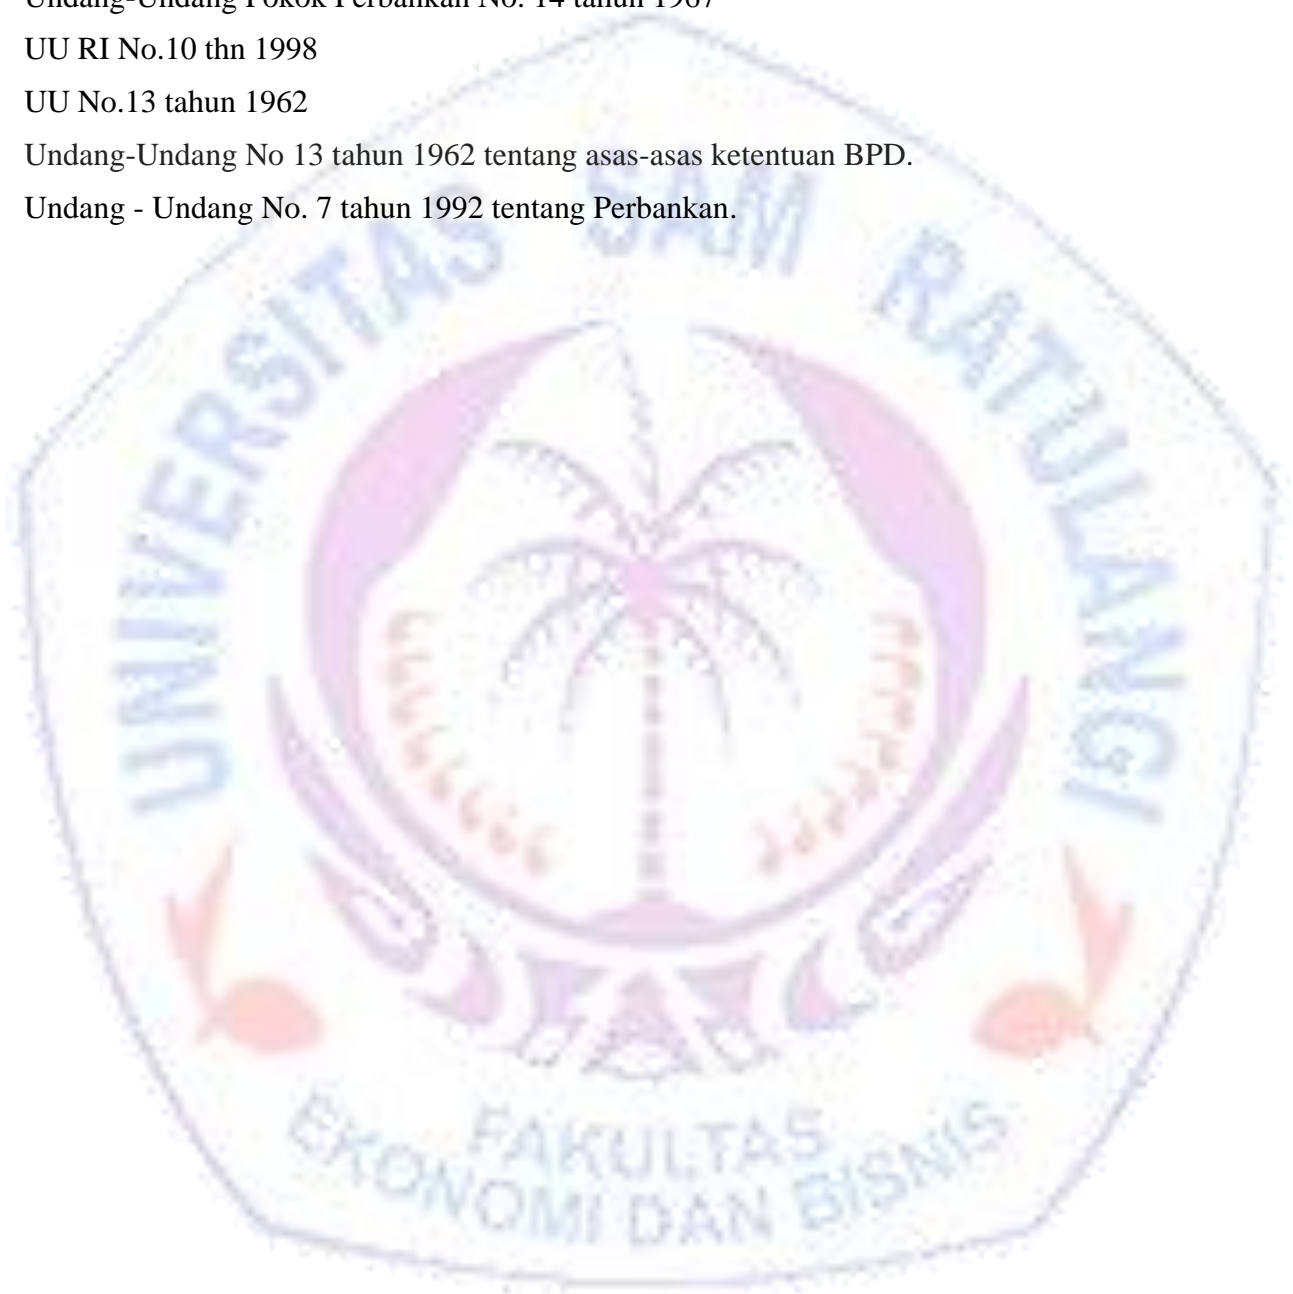 Undang-Undang Pokok Perbankan No. 14 tahun 1967
UU RI No.10 thn 1998
UU No.13 tahun 1962
Undang-Undang No 13 tahun 1962 tentang asas-asas ketentuan BPD.
Undang - Undang No. 7 tahun 1992 tentang Perbankan.
UNIVERSITAS SAM RATULANGI
FAKULTAS
EKONOMI DAN BISNIS